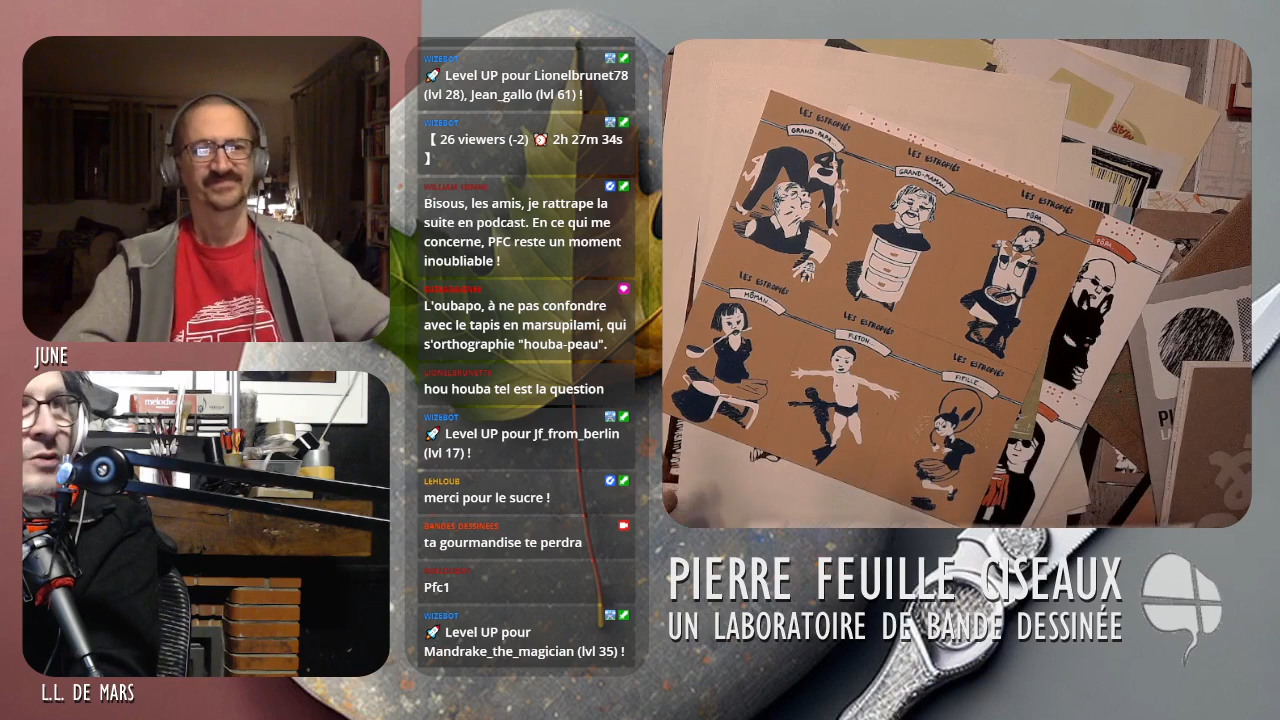 WIZEBOT
Level UP pour Lionelbrunet78
(lvl 28), Jean_gallo (lvl 61) !
WIZEBOT
【 26 viewers (-2) ⏰ 2h 27m 34s
】
Bisous, les amis, je rattrape la
suite en podcast. En ce qui me
concerne, PFC reste un moment
inoubliable !
L'oubapo, à ne pas confondre
avec le tapis en marsupilami, qui
s'orthographie "houba-peau".
LIONELBRUNET78
hou houba tel est la question
WIZEBOT
Level UP pour Jf_from_berlin
(lvl 17) !
LEHLOUB
merci pour le sucre !
BANDES DESSINEES
ta gourmandise te perdra
Pfc1
WIZEBOT
Level UP pour
Mandrake_the_magician (lvl 35) !
JUNE
L.L. DE MARS
LES ESTROPIÉS
GRAND-PAPA...
LES ESTROPIÉS
GRAND-MAMAN...
LES ESTROPIÉS
PÔPA...
PÔPA...
LES ESTROPIÉS
MÔMAN...
LES ESTROPIÉS
FISTON...
LES ESTROPIÉS
FIFILLE...
melodica
PIERRE FEUILLE CISEAUX
UN LABORATOIRE DE BANDE DESSINÉE